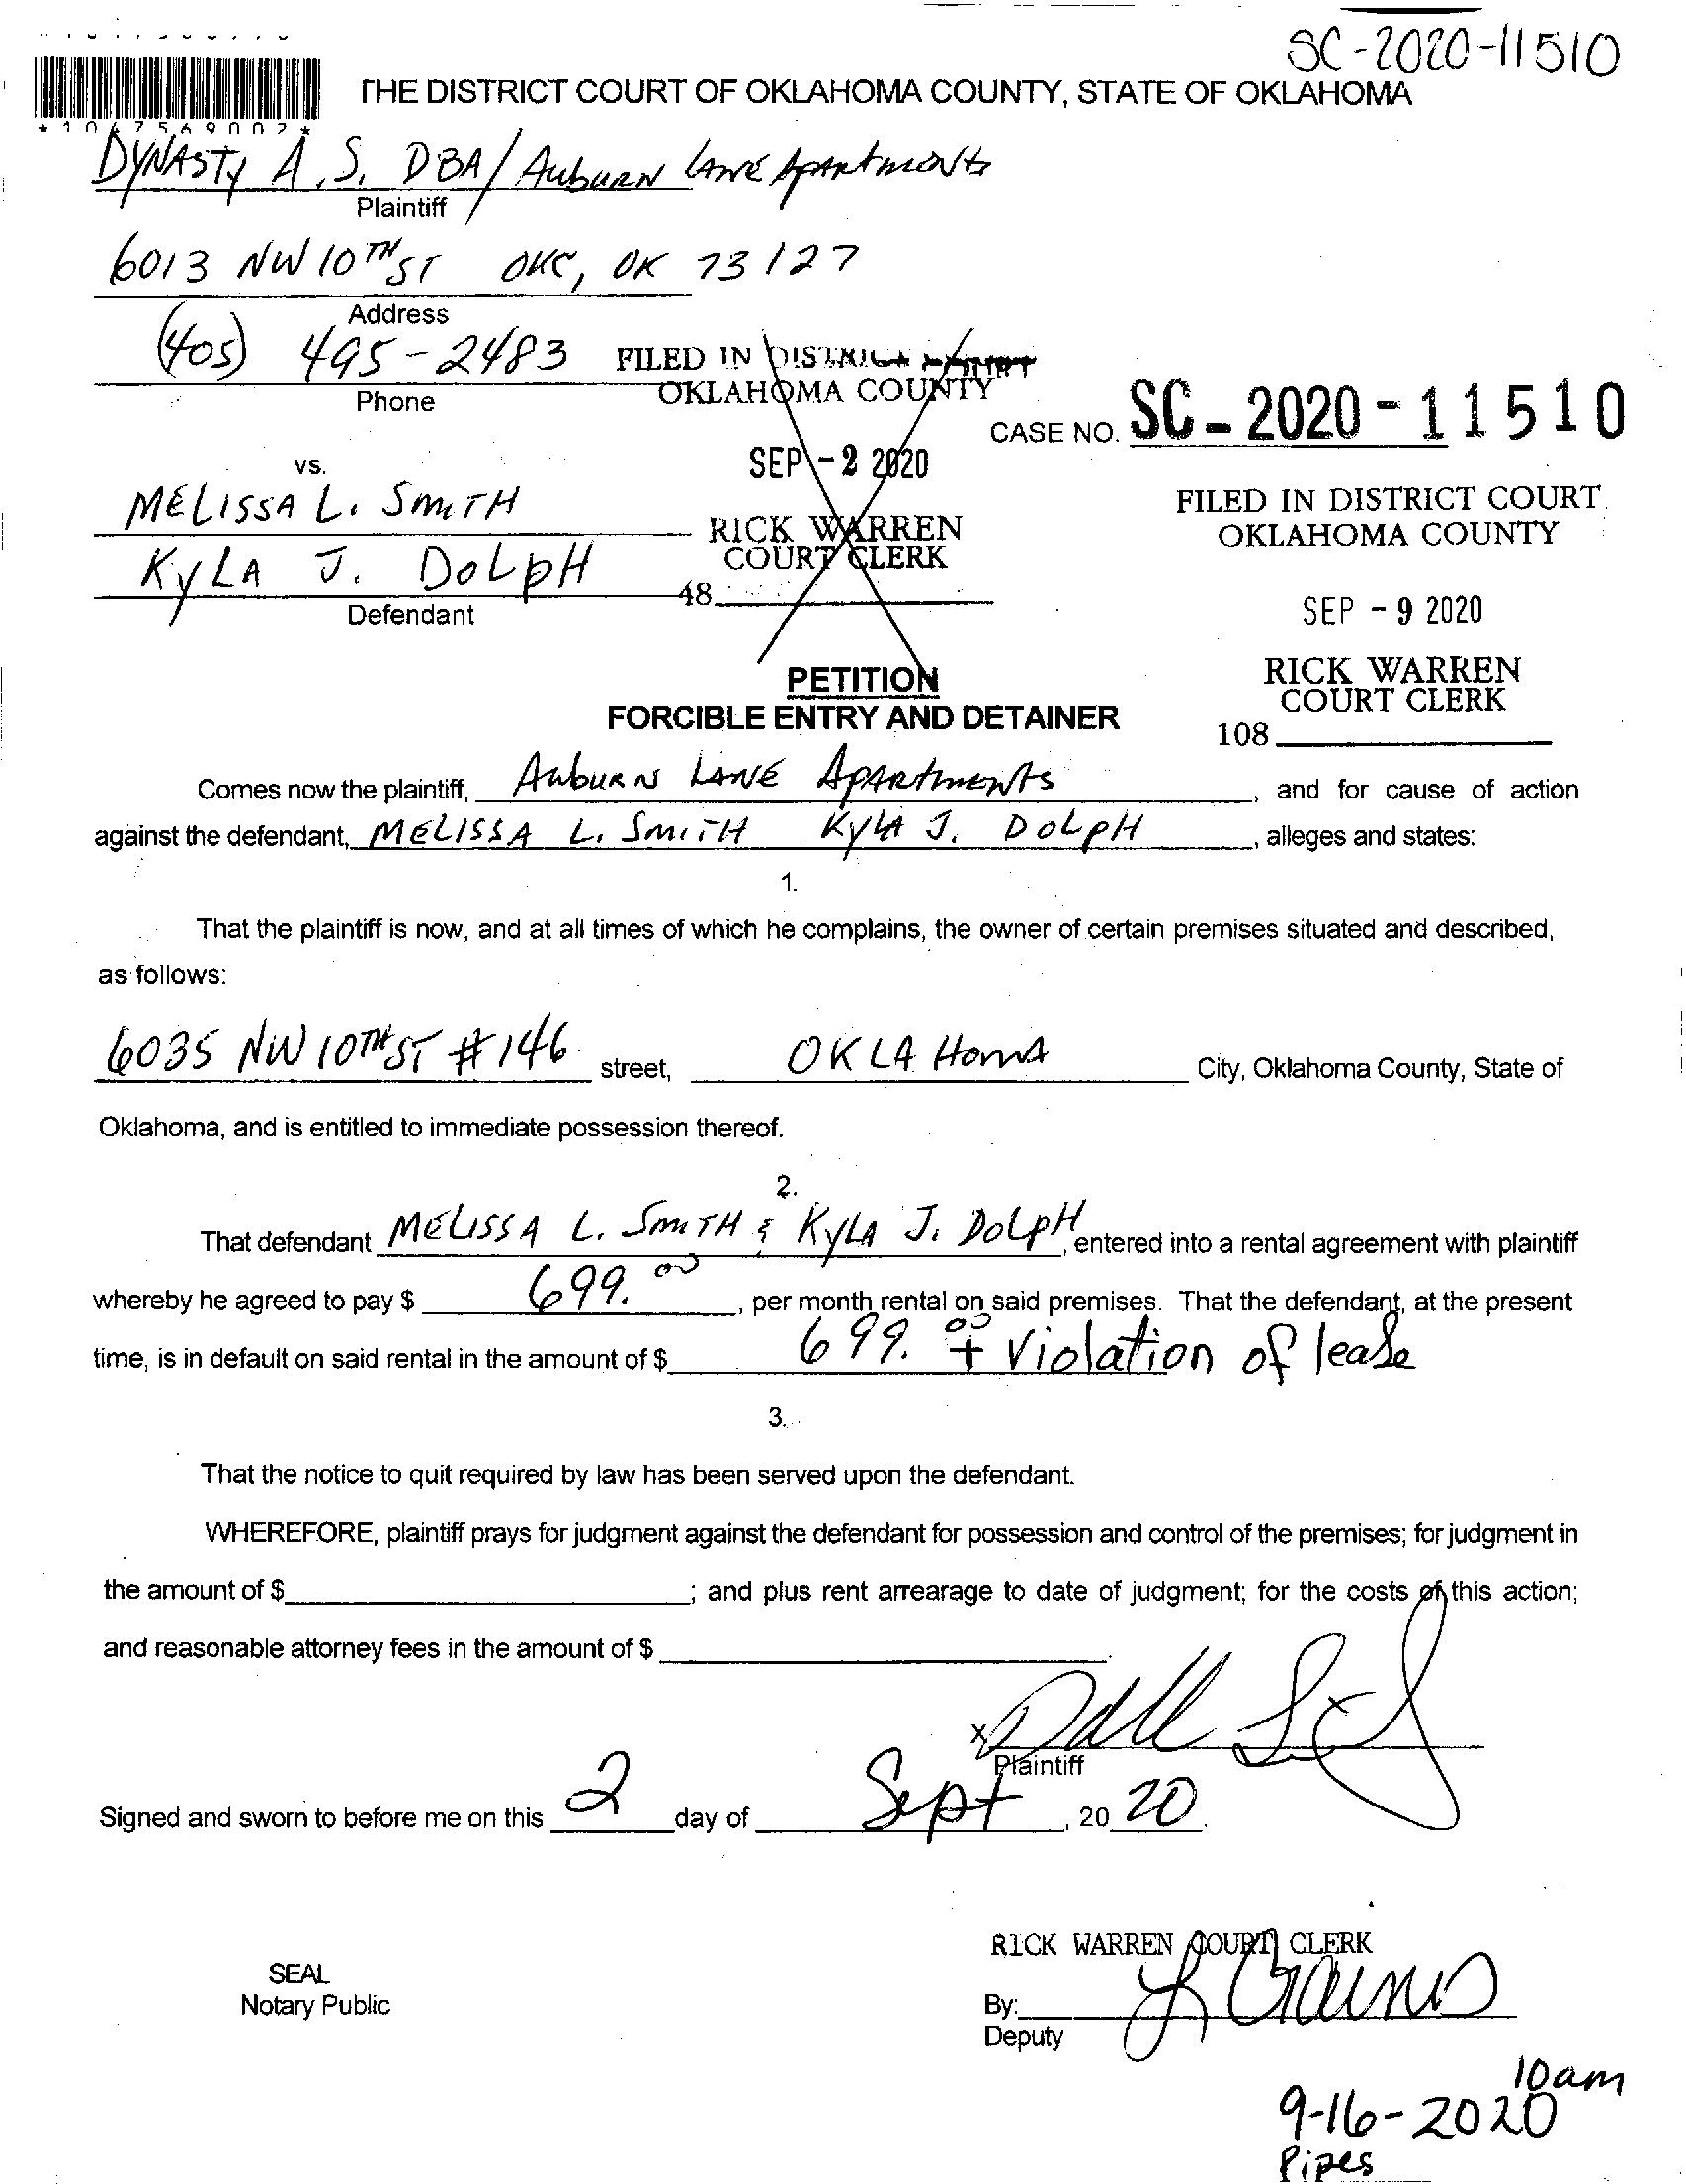 SC-2020-11510
THE DISTRICT COURT OF OKLAHOMA COUNTY, STATE OF OKLAHOMA
DYNASTY A.S. DBA/ AubuRN LANE ApARtmENts
Plaintiff
6013 NW 10TH ST OKC, OK 73127
Address
(405) 495-2483
Phone
FILED IN DISTRICT COURT
OKLAHOMA COUNTY
SEP - 2 2020
RICK WARREN
COURT CLERK
48
CASE NO. SC-2020-11510
vs.
MELISSA L. SMITH
KyLA J. DOLPH
Defendant
FILED IN DISTRICT COURT
OKLAHOMA COUNTY
SEP - 9 2020
RICK WARREN
COURT CLERK
108
PETITION
FORCIBLE ENTRY AND DETAINER
Comes now the plaintiff, AubuRN LANE ApARtmENts, and for cause of action
against the defendant, MELISSA L. SMITH KyLA J. DOLPH, alleges and states:
1.
That the plaintiff is now, and at all times of which he complains, the owner of certain premises situated and described,
as follows:
6035 NW 10TH ST #146 street, OKLAHOMA City, Oklahoma County, State of
Oklahoma, and is entitled to immediate possession thereof.
2.
That defendant MELISSA L. SMITH & KyLA J. DOLPH, entered into a rental agreement with plaintiff
whereby he agreed to pay $ 699.00, per month rental on said premises. That the defendant, at the present
time, is in default on said rental in the amount of $ 699.00 + violation of lease
3.
That the notice to quit required by law has been served upon the defendant.
WHEREFORE, plaintiff prays for judgment against the defendant for possession and control of the premises; for judgment in
the amount of $ ; and plus rent arrearage to date of judgment; for the costs of this action;
and reasonable attorney fees in the amount of $ .
x
Plaintiff
Signed and sworn to before me on this 2 day of Sept, 20 20.
RICK WARREN COURT CLERK
SEAL
Notary Public
By:
Deputy
10am
9-16-2020
Pipes